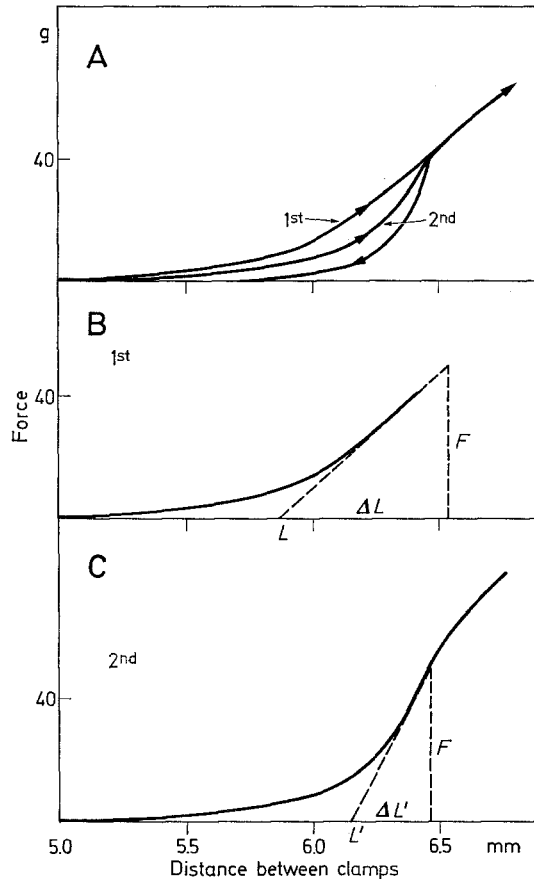 g
A
40
1st
2nd
B
1st
40
F
ΔL
L
Force
C
2nd
40
F
ΔL'
L'
5.0 5.5 6.0 6.5 mm
Distance between clamps